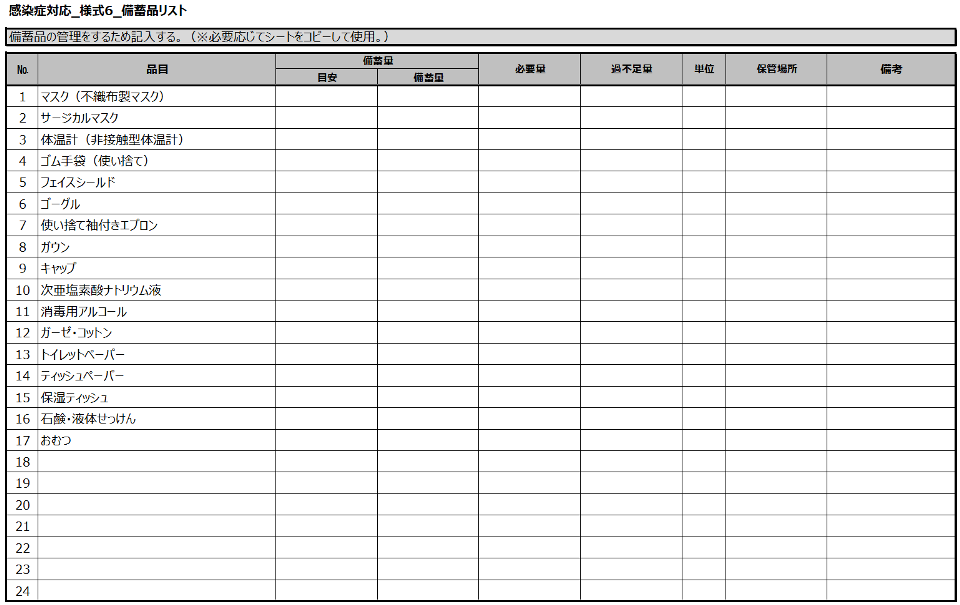 感染症対応_様式6_備蓄品リスト
備蓄品の管理をするため記入する。（※必要応じてシートをコピーして使用。）
№ 品目 備蓄量 必要量 過不足量 単位 保管場所 備考
目安 備蓄量
1 マスク（不織布製マスク）
2 サージカルマスク
3 体温計（非接触型体温計）
4 ゴム手袋（使い捨て）
5 フェイスシールド
6 ゴーグル
7 使い捨て袖付きエプロン
8 ガウン
9 キャップ
10 次亜塩素酸ナトリウム液
11 消毒用アルコール
12 ガーゼ・コットン
13 トイレットペーパー
14 ティッシュペーパー
15 保湿ティッシュ
16 石鹸・液体せっけん
17 おむつ
18
19
20
21
22
23
24